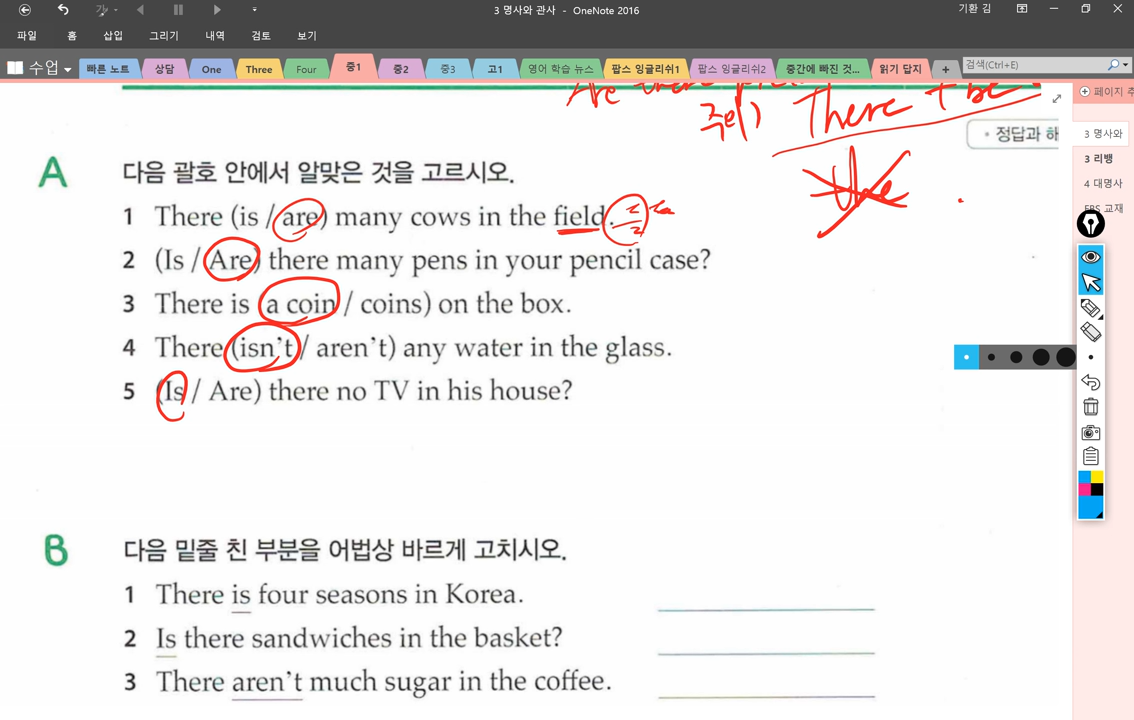 3 명사와 관사 - OneNote 2016
기환 김
파일 홈 삽입 그리기 내역 검토 보기
수업 빠른 노트 상담 One Three Four 중1 중2 중3 고1 영어 학습 뉴스 팝스 잉글리쉬1 팝스 잉글리쉬2 중간에 빠진 것... 읽기 답지 + 검색(Ctrl+E)
페이지 추
Are there
There + be
정답과 해
3 명사와
3 리뱅
4 대명사
EBS 교재
A 다음 괄호 안에서 알맞은 것을 고르시오.
the
1 There (is / are) many cows in the field.
2 (Is / Are) there many pens in your pencil case?
3 There is (a coin / coins) on the box.
4 There (isn't / aren't) any water in the glass.
5 (Is / Are) there no TV in his house?
B 다음 밑줄 친 부분을 어법상 바르게 고치시오.
1 There is four seasons in Korea.
2 Is there sandwiches in the basket?
3 There aren't much sugar in the coffee.